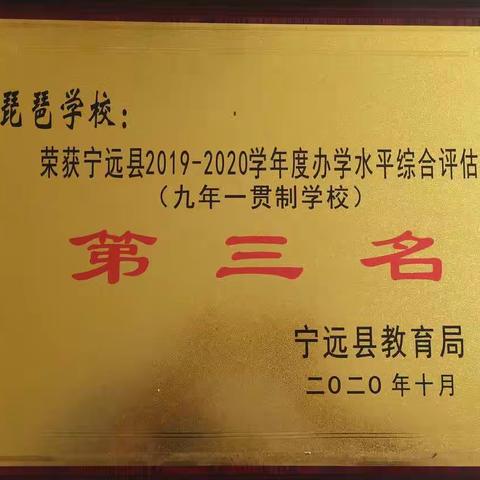 琵琶学校：
荣获宁远县2019-2020学年度办学水平综合评估
（九年一贯制学校）
第三名
宁远县教育局
二〇二〇年十月